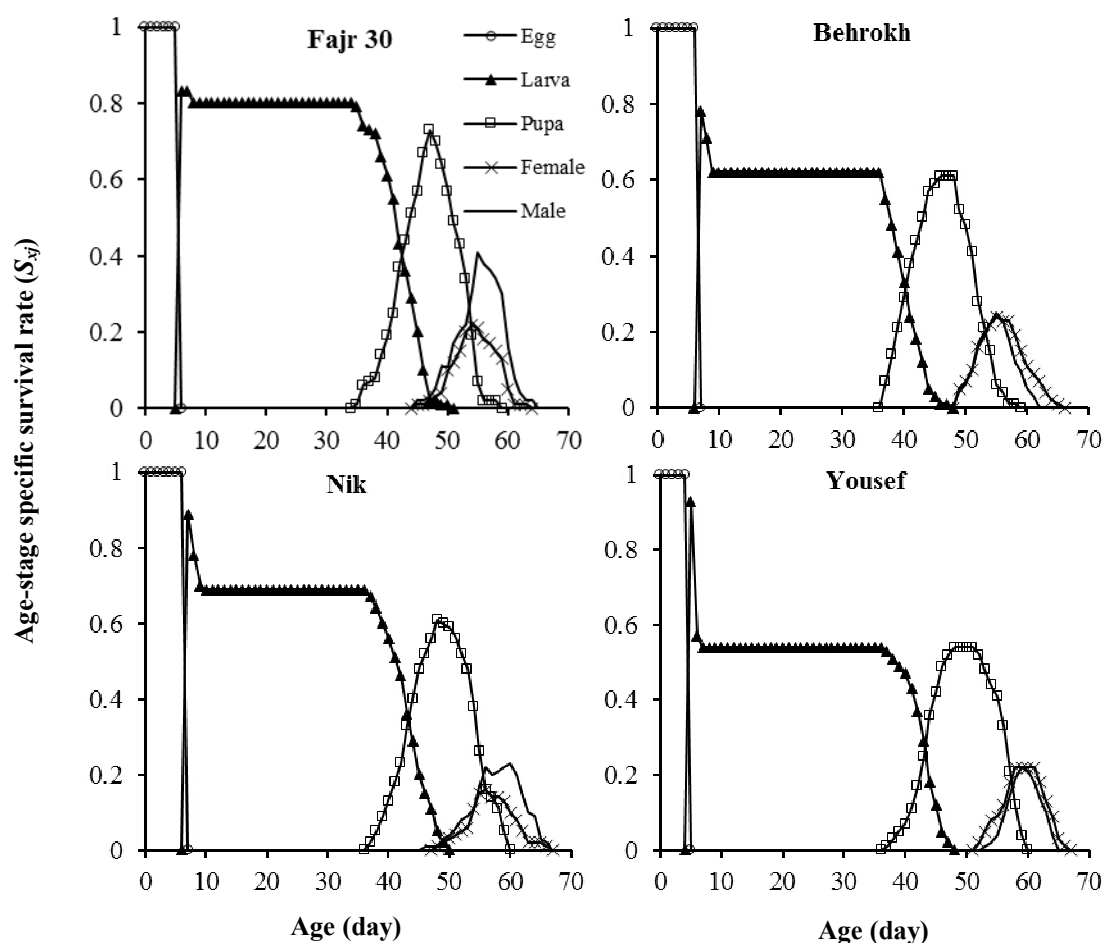 Fajr 30
Egg
Larva
Pupa
Female
Male
1
0.8
0.6
0.4
0.2
0
0 10 20 30 40 50 60 70
Behrokh
1
0.8
0.6
0.4
0.2
0
0 10 20 30 40 50 60 70
Age-stage specific survival rate (Sxj)
Nik
1
0.8
0.6
0.4
0.2
0
0 10 20 30 40 50 60 70
Age (day)
Yousef
1
0.8
0.6
0.4
0.2
0
0 10 20 30 40 50 60 70
Age (day)